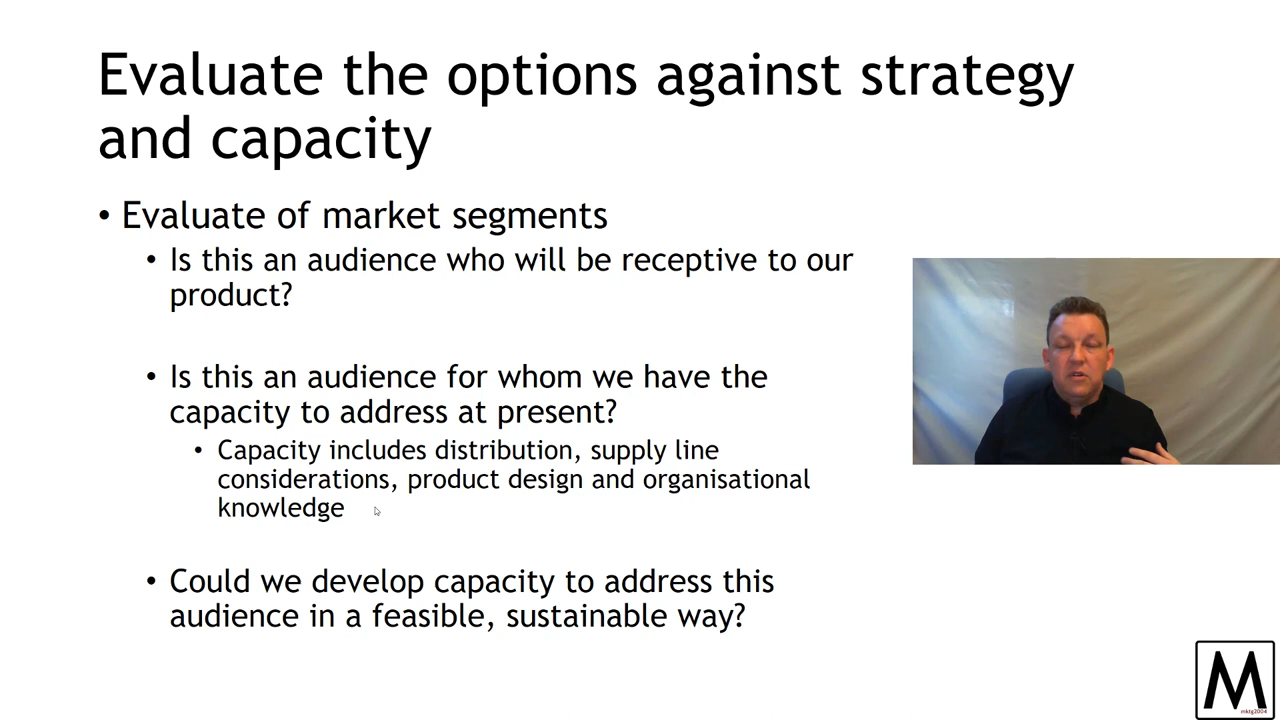 Evaluate the options against strategy
and capacity
• Evaluate of market segments
• Is this an audience who will be receptive to our
product?
• Is this an audience for whom we have the
capacity to address at present?
• Capacity includes distribution, supply line
considerations, product design and organisational
knowledge
• Could we develop capacity to address this
audience in a feasible, sustainable way?
M
mktg2004